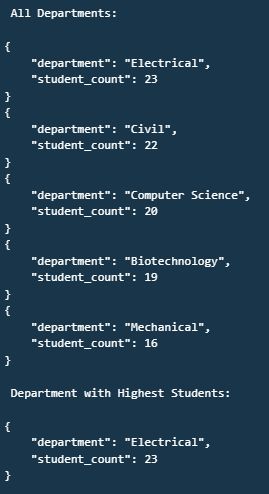 All Departments:
{
"department": "Electrical",
"student_count": 23
}
{
"department": "Civil",
"student_count": 22
}
{
"department": "Computer Science",
"student_count": 20
}
{
"department": "Biotechnology",
"student_count": 19
}
{
"department": "Mechanical",
"student_count": 16
}
Department with Highest Students:
{
"department": "Electrical",
"student_count": 23
}